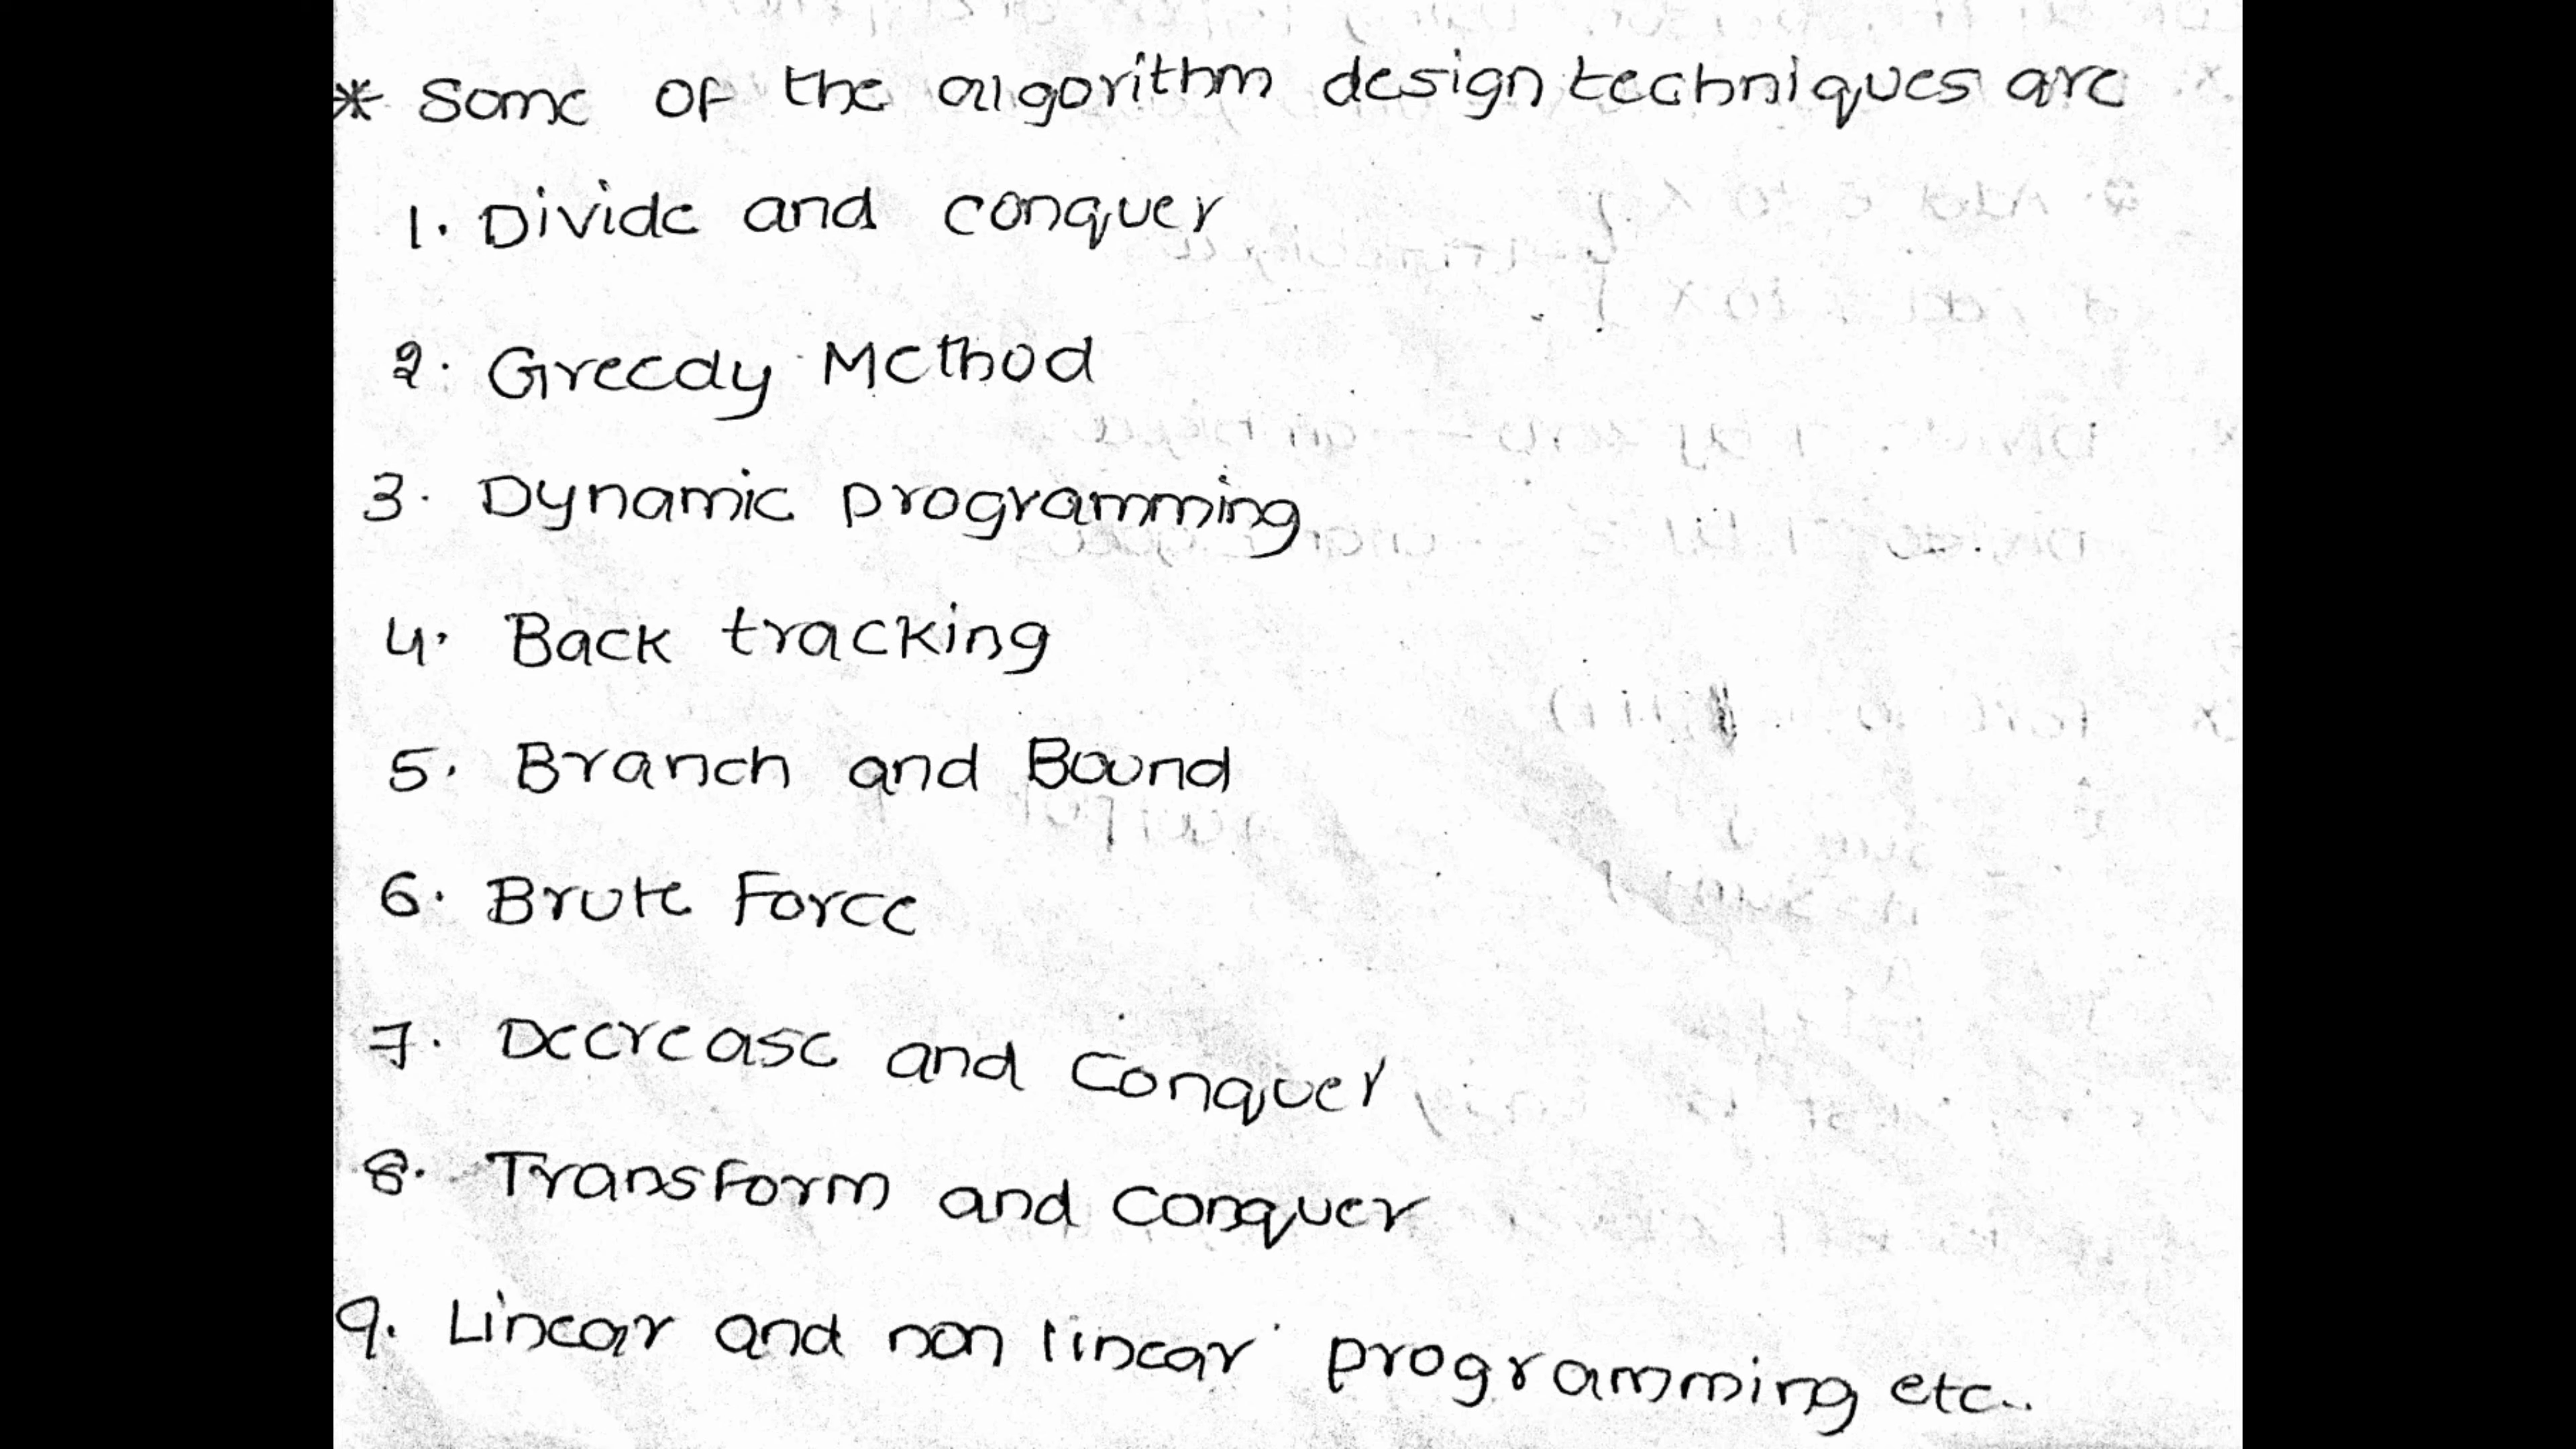 * Some of the algorithm design techniques are
1. Divide and conquer
2. Greedy Method
3. Dynamic programming
4. Back tracking
5. Branch and Bound
6. Brute Force
7. Decrease and Conquer
8. Transform and Conquer
9. Linear and non linear programming etc..